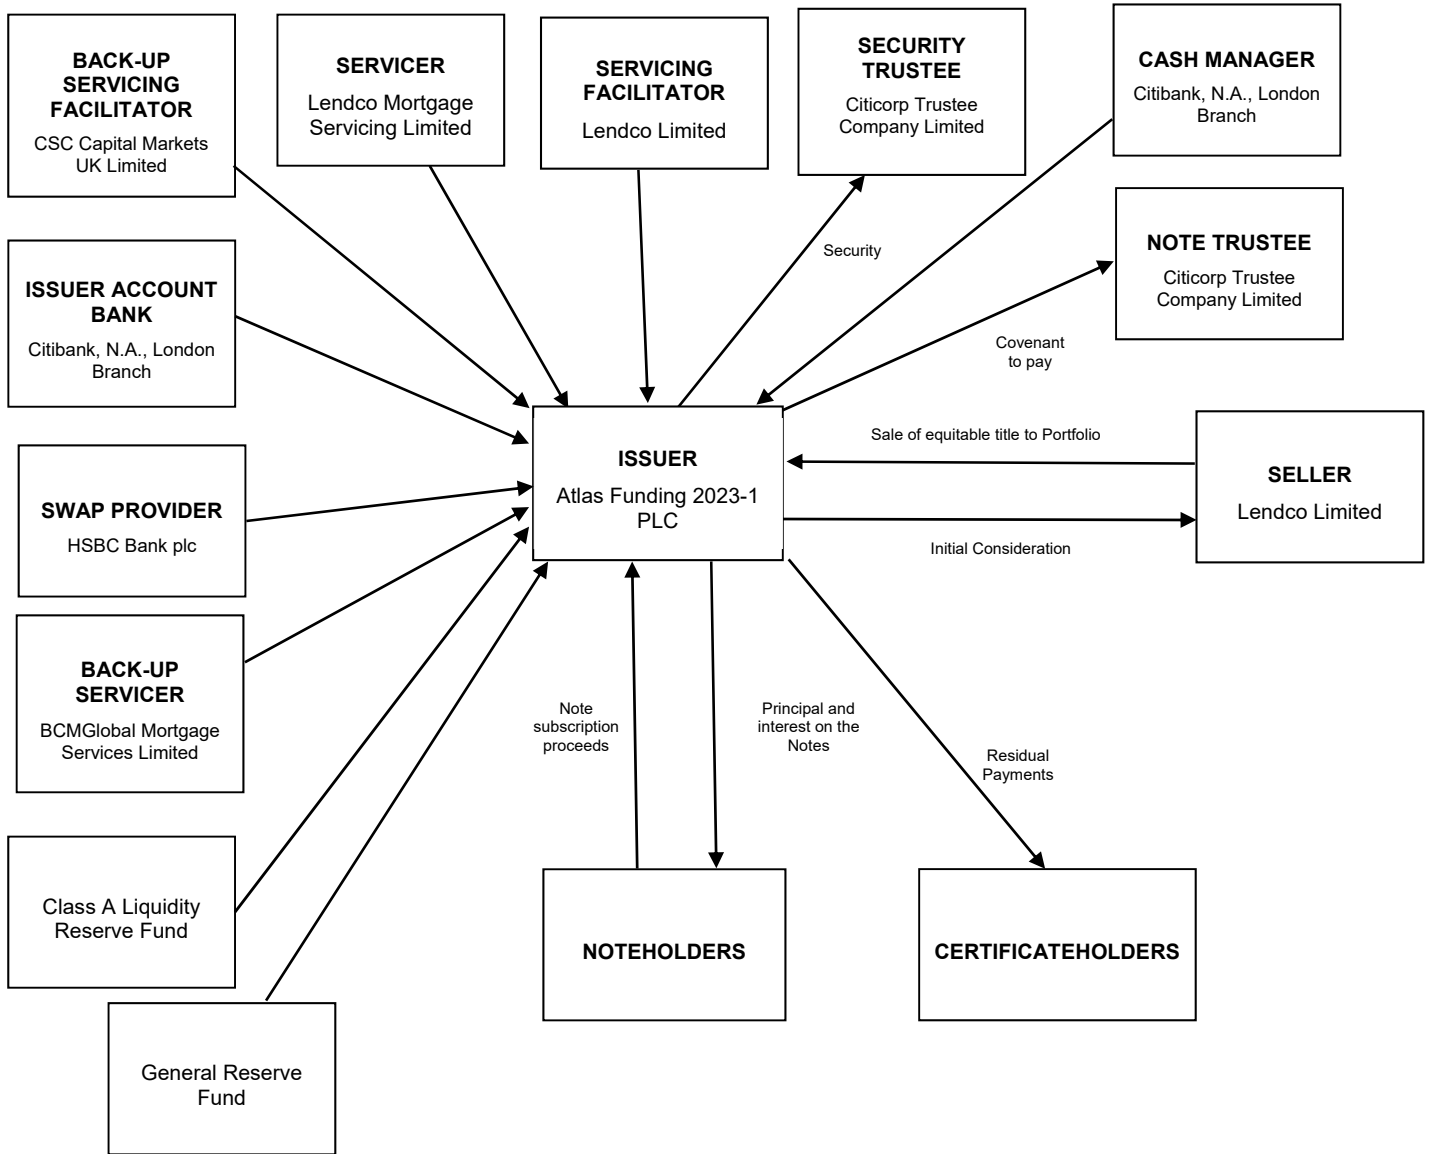 BACK-UP
SERVICING
FACILITATOR
CSC Capital Markets
UK Limited
SERVICER
Lendco Mortgage
Servicing Limited
SERVICING
FACILITATOR
Lendco Limited
SECURITY
TRUSTEE
Citicorp Trustee
Company Limited
CASH MANAGER
Citibank, N.A., London
Branch
NOTE TRUSTEE
Citicorp Trustee
Company Limited
Security
ISSUER ACCOUNT
BANK
Citibank, N.A., London
Branch
Covenant
to pay
ISSUER
Atlas Funding 2023-1
PLC
Sale of equitable title to Portfolio
SELLER
Lendco Limited
Initial Consideration
SWAP PROVIDER
HSBC Bank plc
BACK-UP
SERVICER
BCMGlobal Mortgage
Services Limited
Note
subscription
proceeds
Principal and
interest on the
Notes
Residual
Payments
Class A Liquidity
Reserve Fund
NOTEHOLDERS
CERTIFICATEHOLDERS
General Reserve
Fund